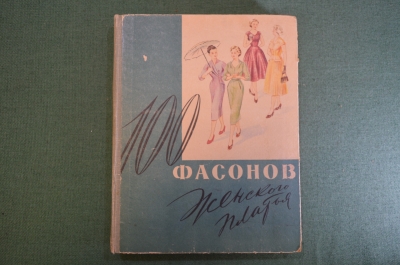 100
ФАСОНОВ
женского
платья